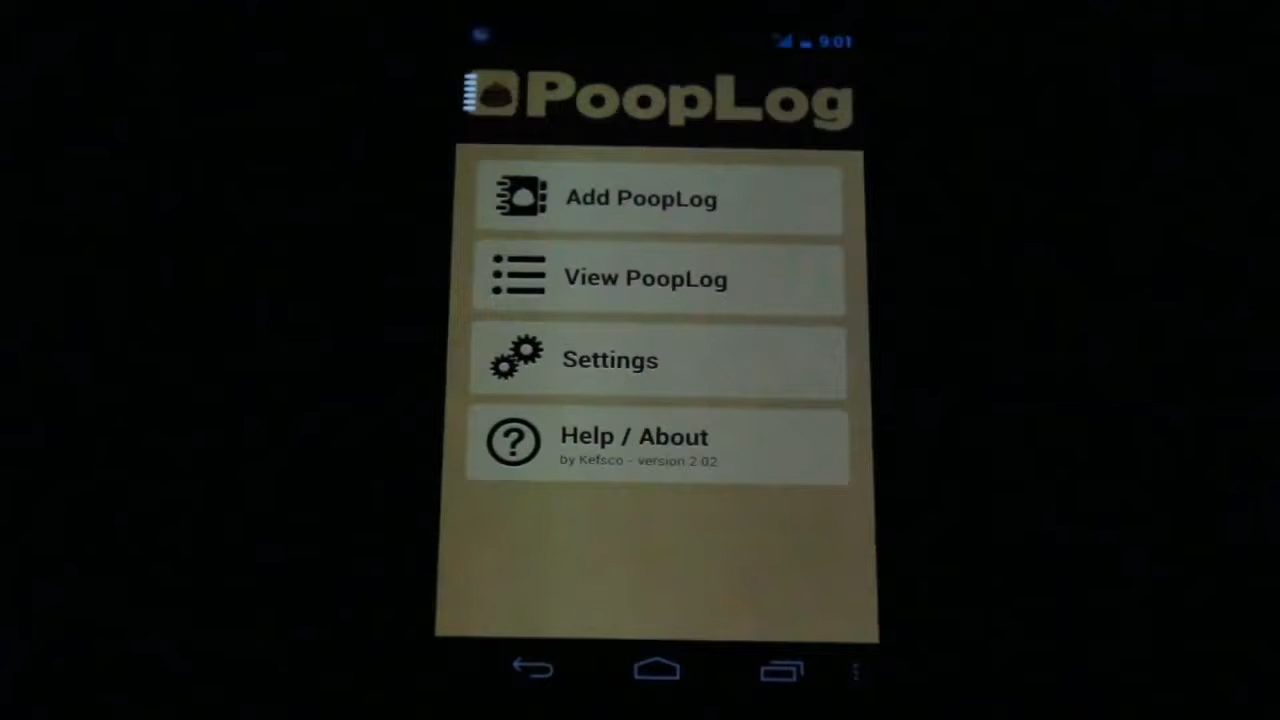 9:01
PoopLog
Add PoopLog
View PoopLog
Settings
Help / About
by Kefsco - version 2.02